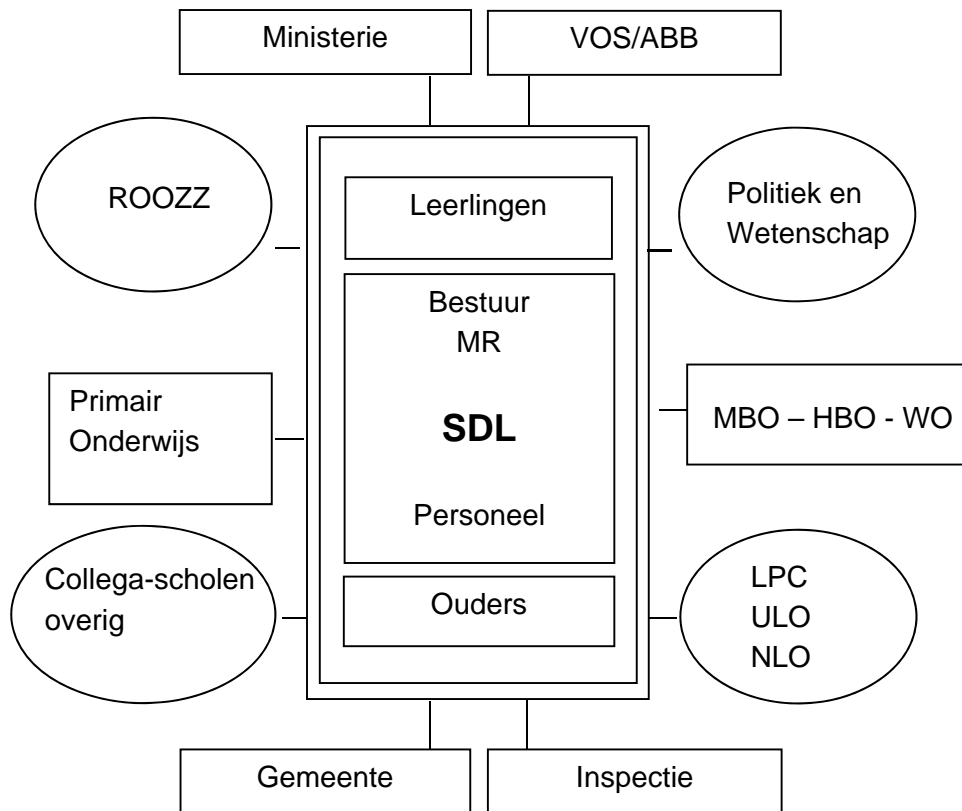 Ministerie
VOS/ABB
ROOZZ
Leerlingen
Politiek en
Wetenschap
Bestuur
MR
SDL
Personeel
Primair
Onderwijs
MBO – HBO - WO
Collega-scholen
overig
Ouders
LPC
ULO
NLO
Gemeente
Inspectie